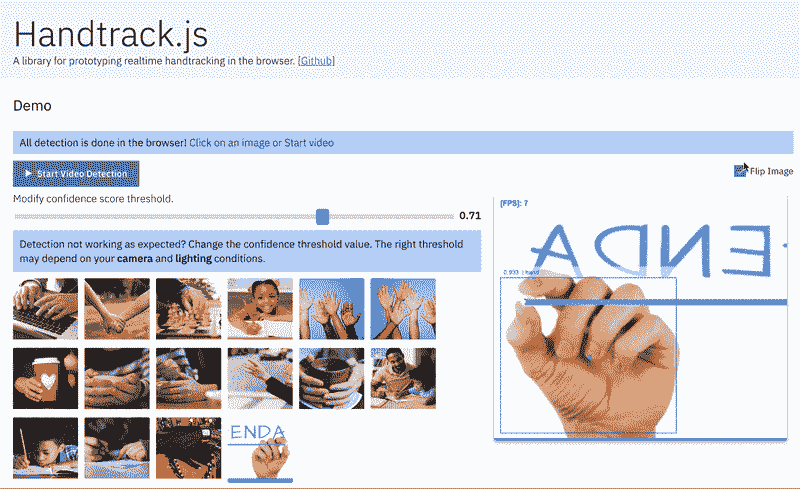 Handtrack.js
A library for prototyping realtime handtracking in the browser. [Github]
Demo
All detection is done in the browser! Click on an image or Start video
Start Video Detection
Flip Image
Modify confidence score threshold.
0.71
Detection not working as expected? Change the confidence threshold value. The right threshold
may depend on your camera and lighting conditions.
[FPS]: 7
0.933 | hand
ENDA
ENDA